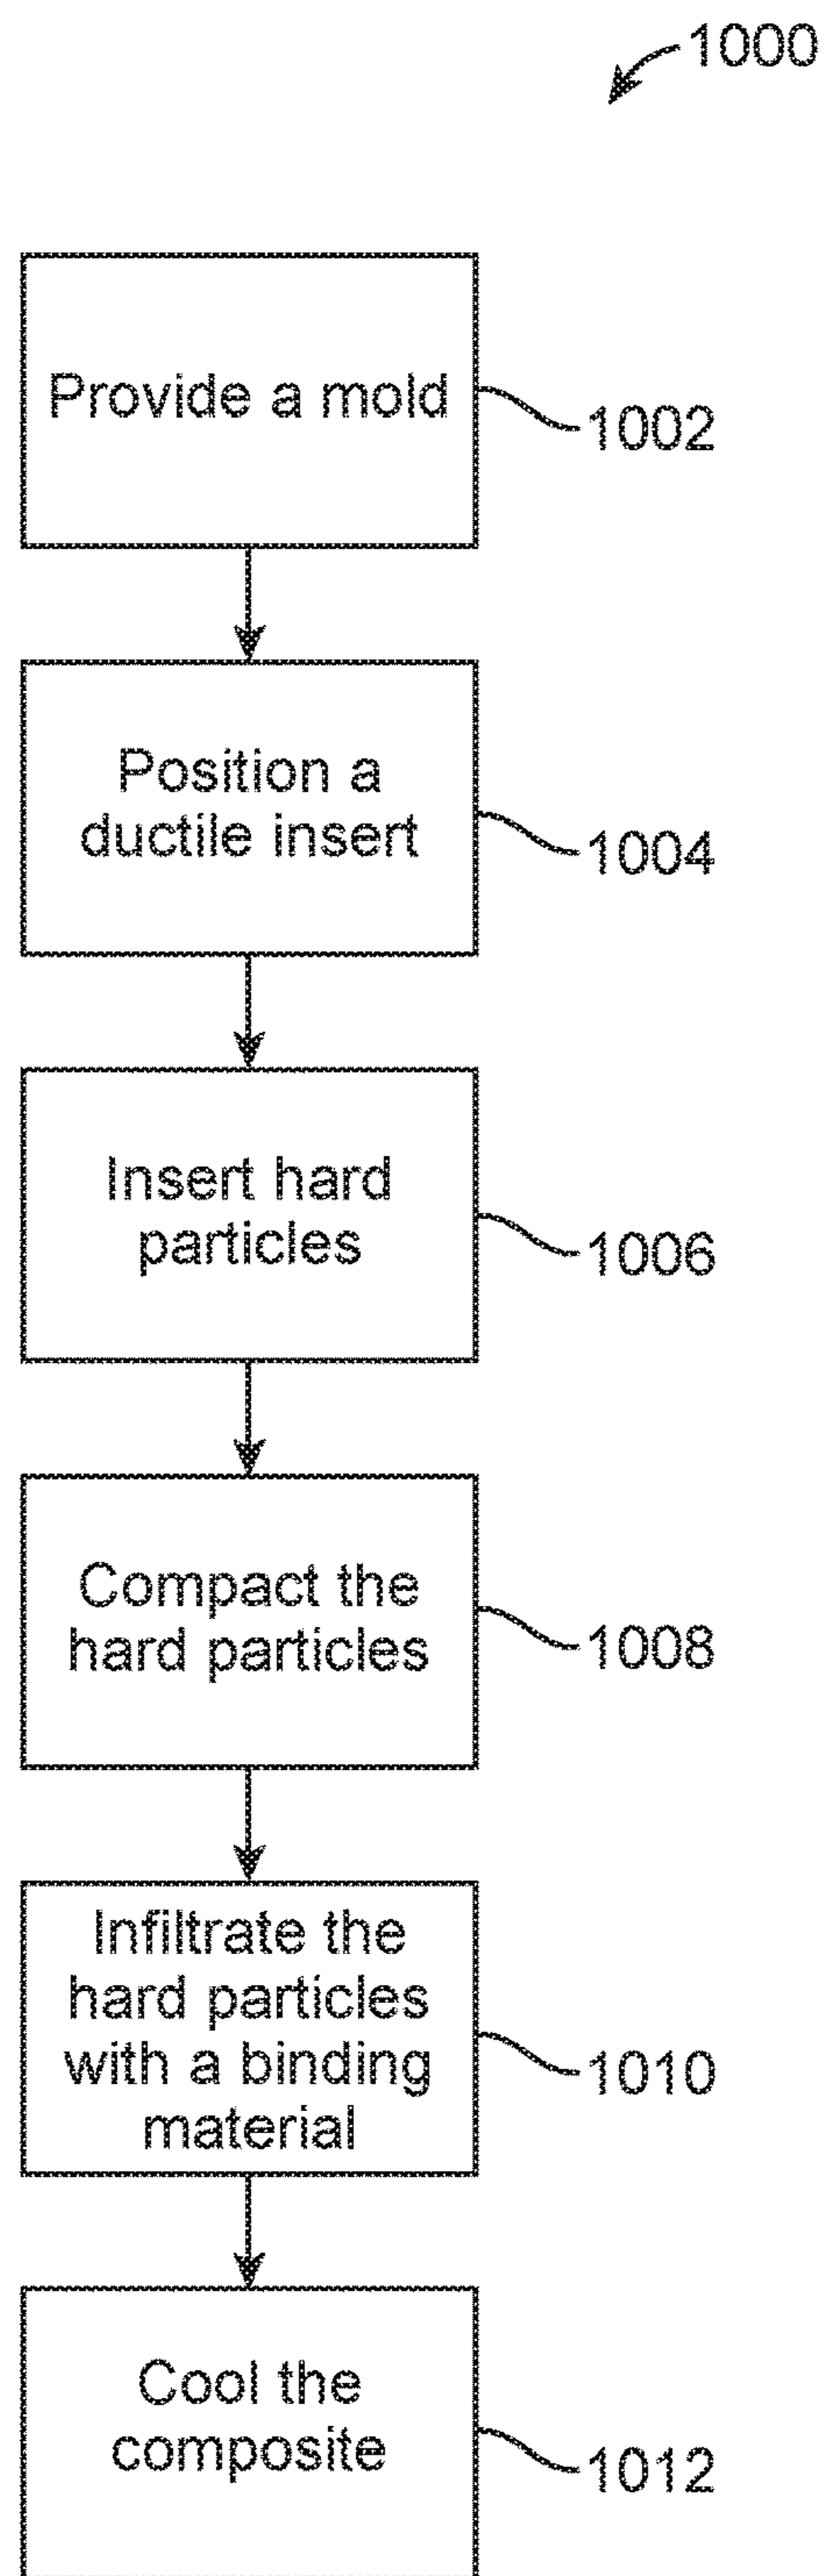 1000
Provide a mold
1002
Position a
ductile insert
1004
Insert hard
particles
1006
Compact the
hard particles
1008
Infiltrate the
hard particles
with a binding
material
1010
Cool the
composite
1012